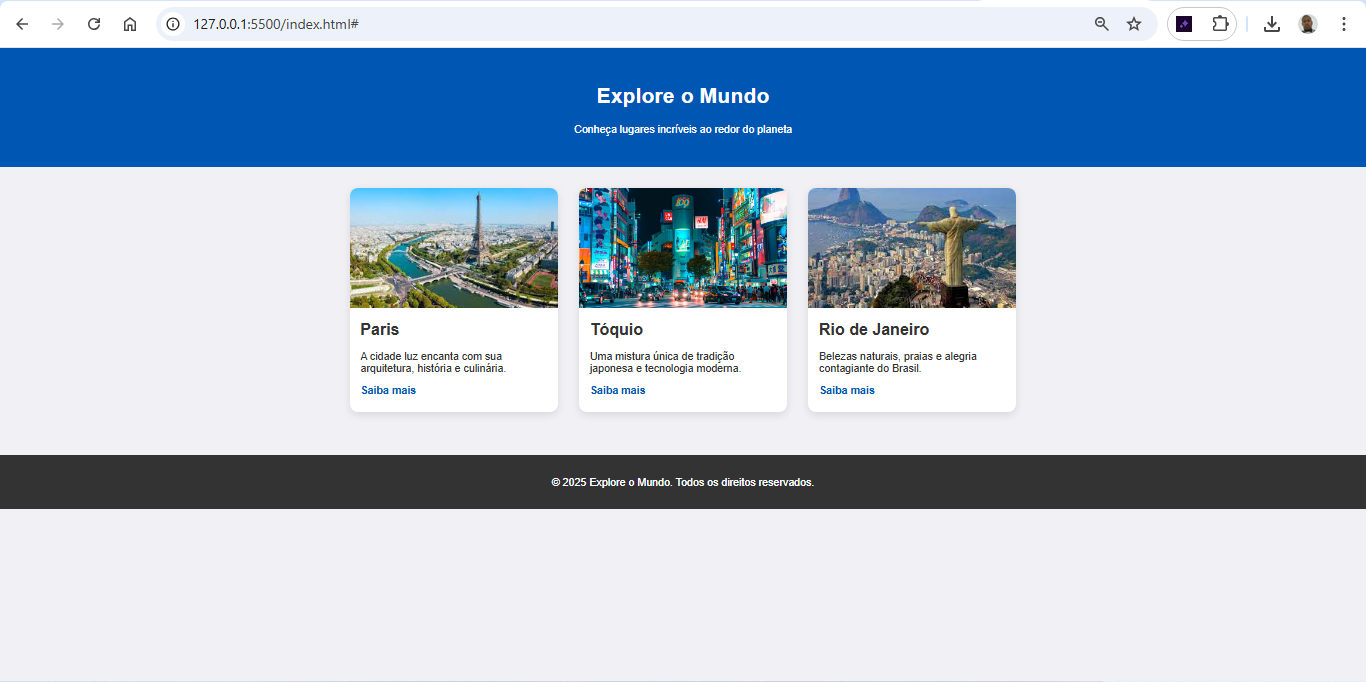 127.0.0.1:5500/index.html#
Explore o Mundo
Conheça lugares incríveis ao redor do planeta
Paris
A cidade luz encanta com sua
arquitetura, história e culinária.
Saiba mais
Tóquio
Uma mistura única de tradição
japonesa e tecnologia moderna.
Saiba mais
Rio de Janeiro
Belezas naturais, praias e alegria
contagiante do Brasil.
Saiba mais
© 2025 Explore o Mundo. Todos os direitos reservados.